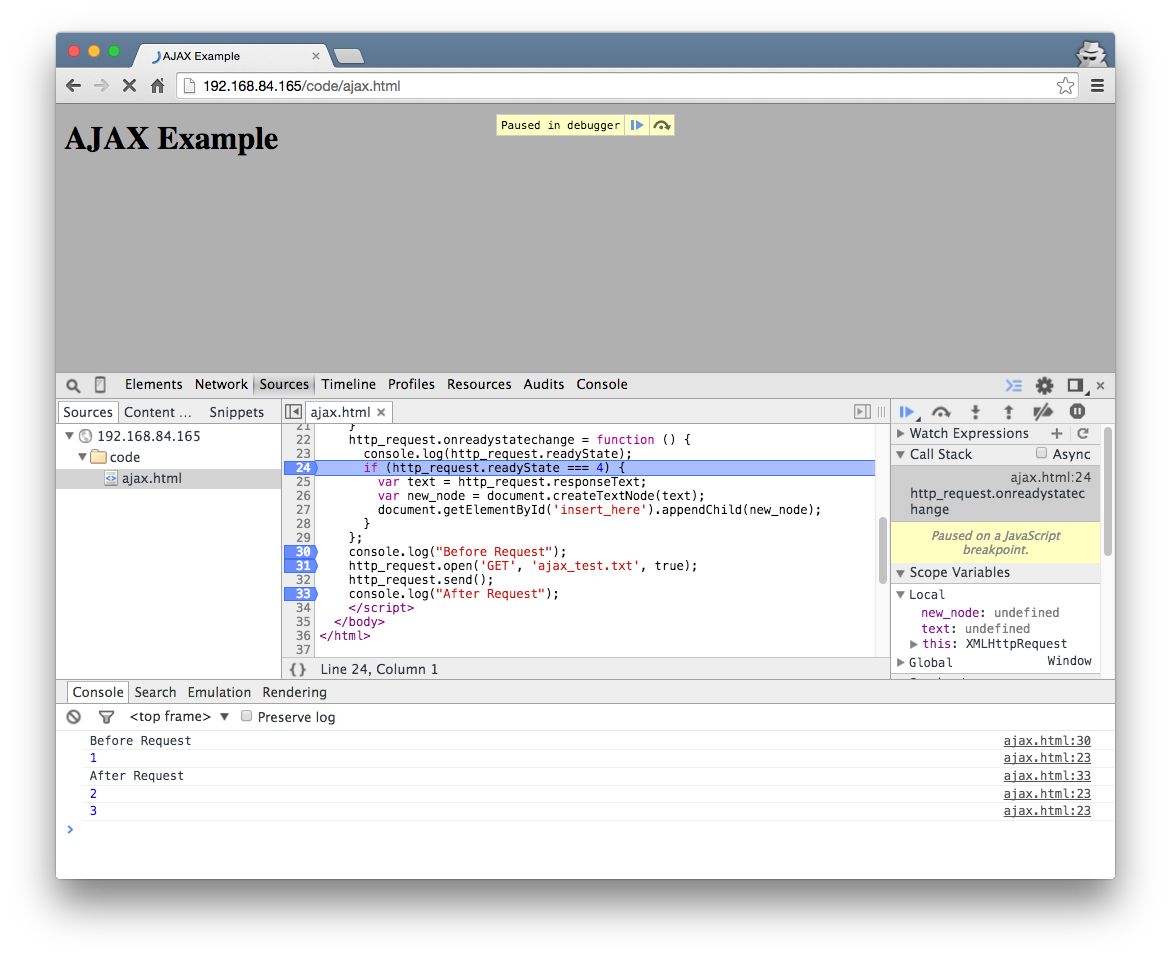 AJAX Example
192.168.84.165/code/ajax.html
AJAX Example
Paused in debugger
Elements Network Sources Timeline Profiles Resources Audits Console
Sources Content ... Snippets
192.168.84.165
code
ajax.html
ajax.html
21 }
22 http_request.onreadystatechange = function () {
23 console.log(http_request.readyState);
24 if (http_request.readyState === 4) {
25 var text = http_request.responseText;
26 var new_node = document.createTextNode(text);
27 document.getElementById('insert_here').appendChild(new_node);
28 }
29 };
30 console.log("Before Request");
31 http_request.open('GET', 'ajax_test.txt', true);
32 http_request.send();
33 console.log("After Request");
34 </script>
35 </body>
36 </html>
37
{} Line 24, Column 1
Watch Expressions
Call Stack Async
ajax.html:24
http_request.onreadystatec
hange
Paused on a JavaScript
breakpoint.
Scope Variables
Local
new_node: undefined
text: undefined
this: XMLHttpRequest
Global Window
Console Search Emulation Rendering
<top frame> Preserve log
Before Request ajax.html:30
1 ajax.html:23
After Request ajax.html:33
2 ajax.html:23
3 ajax.html:23
>